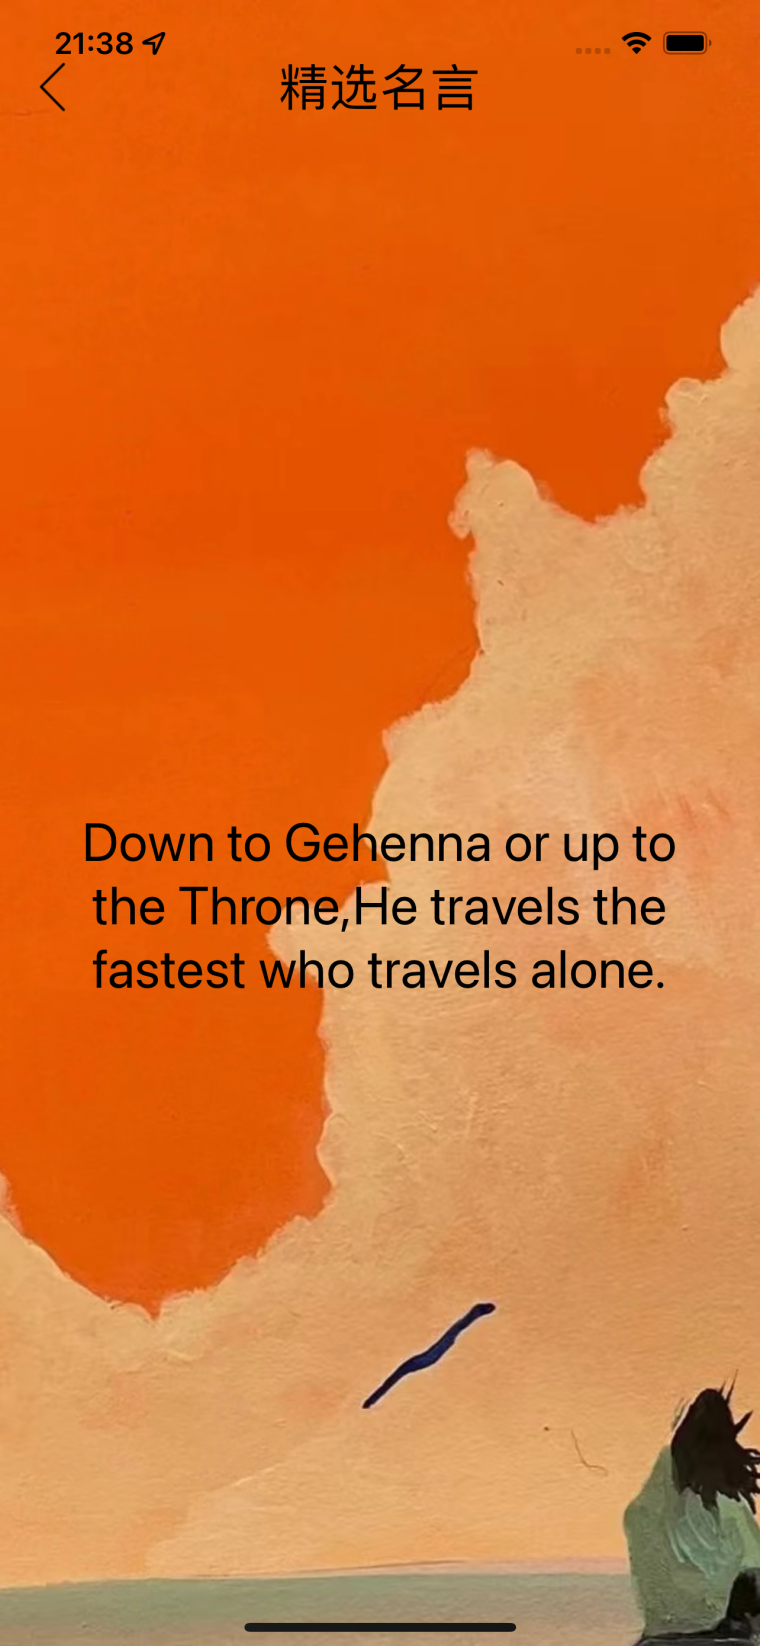 21:38
精选名言
Down to Gehenna or up to
the Throne,He travels the
fastest who travels alone.